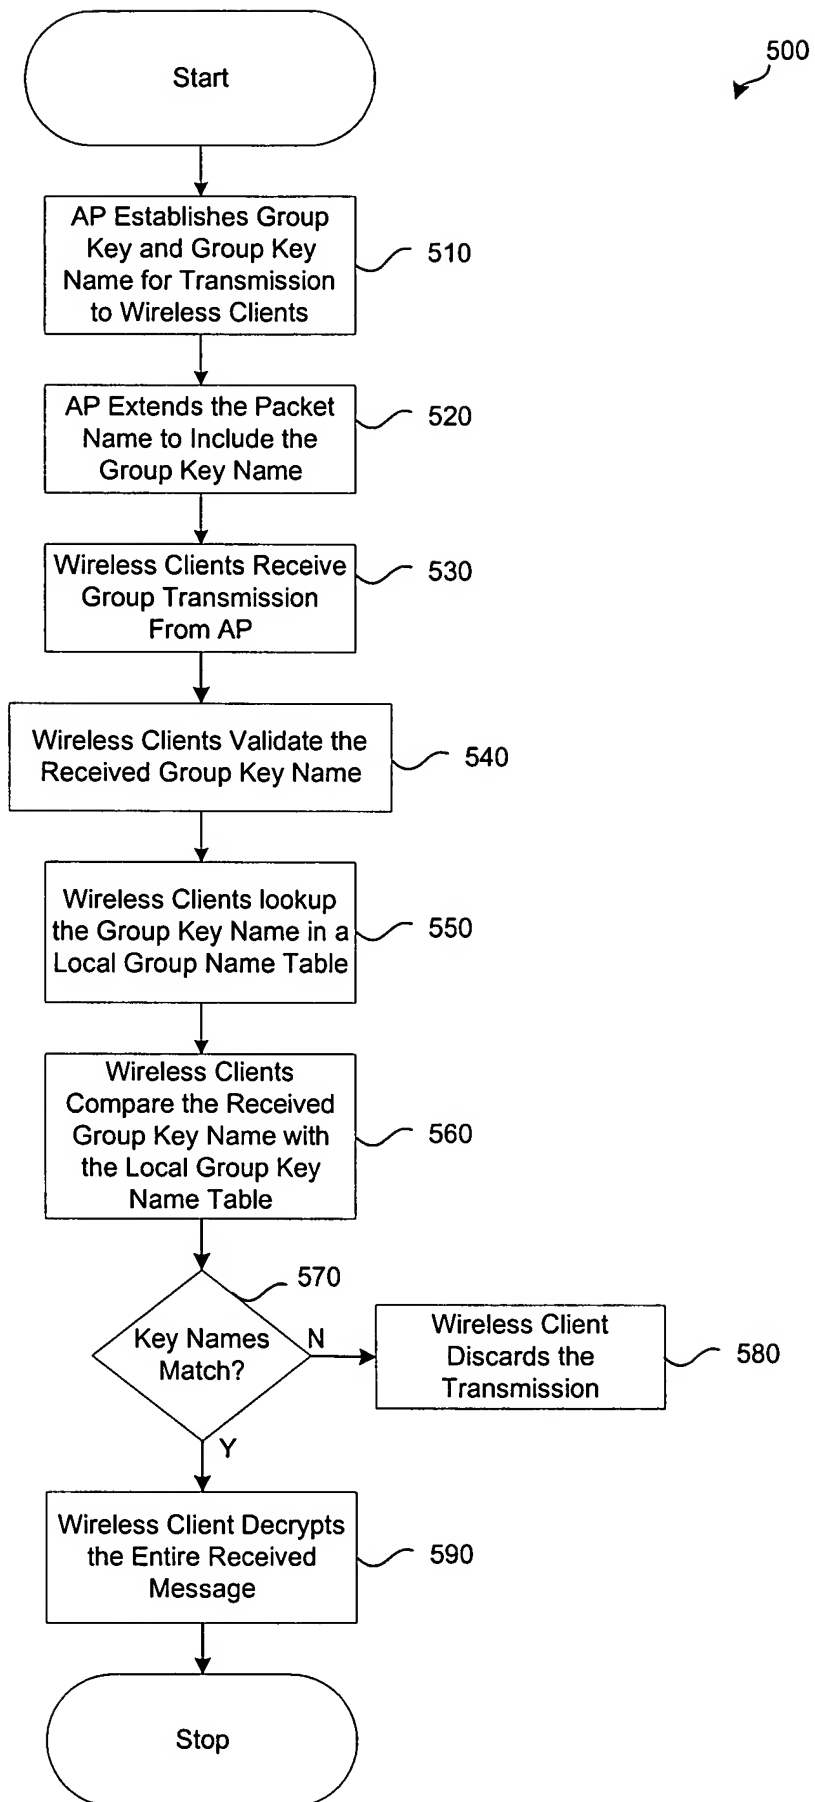 Start
500
AP Establishes Group
Key and Group Key
Name for Transmission
to Wireless Clients
510
AP Extends the Packet
Name to Include the
Group Key Name
520
Wireless Clients Receive
Group Transmission
From AP
530
Wireless Clients Validate the
Received Group Key Name
540
Wireless Clients lookup
the Group Key Name in a
Local Group Name Table
550
Wireless Clients
Compare the Received
Group Key Name with
the Local Group Key
Name Table
560
570
Key Names
Match?
N
Wireless Client
Discards the
Transmission
580
Y
Wireless Client Decrypts
the Entire Received
Message
590
Stop